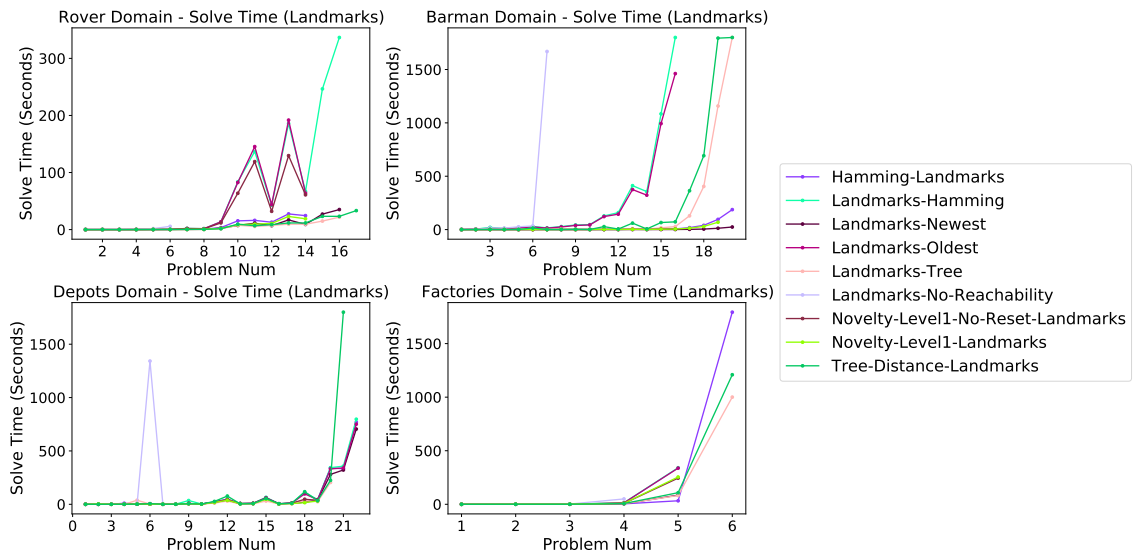 Rover Domain - Solve Time (Landmarks)
Solve Time (Seconds)
300
200
100
0
2 4 6 8 10 12 14 16
Problem Num
Barman Domain - Solve Time (Landmarks)
Solve Time (Seconds)
1500
1000
500
0
3 6 9 12 15 18
Problem Num
Depots Domain - Solve Time (Landmarks)
Solve Time (Seconds)
1500
1000
500
0
0 3 6 9 12 15 18 21
Problem Num
Factories Domain - Solve Time (Landmarks)
Solve Time (Seconds)
1500
1000
500
0
1 2 3 4 5 6
Problem Num
Hamming-Landmarks
Landmarks-Hamming
Landmarks-Newest
Landmarks-Oldest
Landmarks-Tree
Landmarks-No-Reachability
Novelty-Level1-No-Reset-Landmarks
Novelty-Level1-Landmarks
Tree-Distance-Landmarks